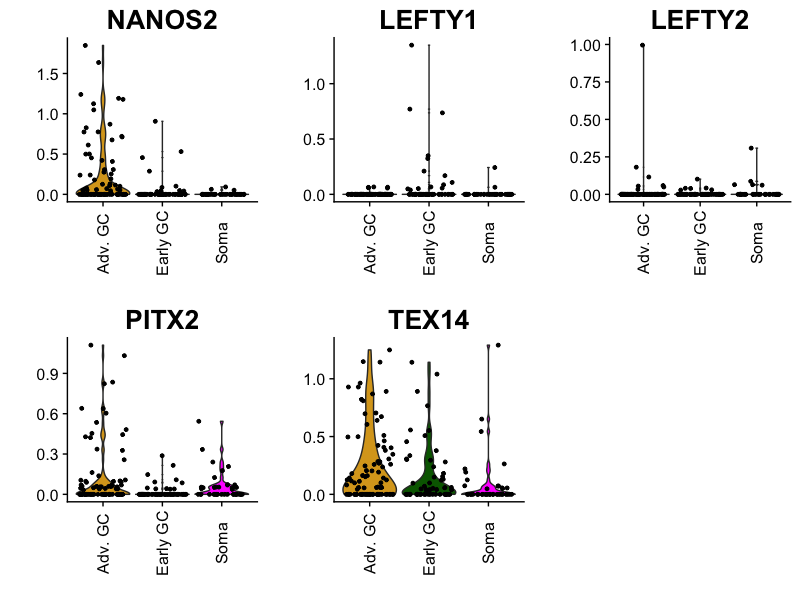 NANOS2
1.5
1.0
0.5
0.0
Adv. GC
Early GC
Soma
LEFTY1
1.0
0.5
0.0
Adv. GC
Early GC
Soma
LEFTY2
1.00
0.75
0.50
0.25
0.00
Adv. GC
Early GC
Soma
PITX2
0.9
0.6
0.3
0.0
Adv. GC
Early GC
Soma
TEX14
1.0
0.5
0.0
Adv. GC
Early GC
Soma